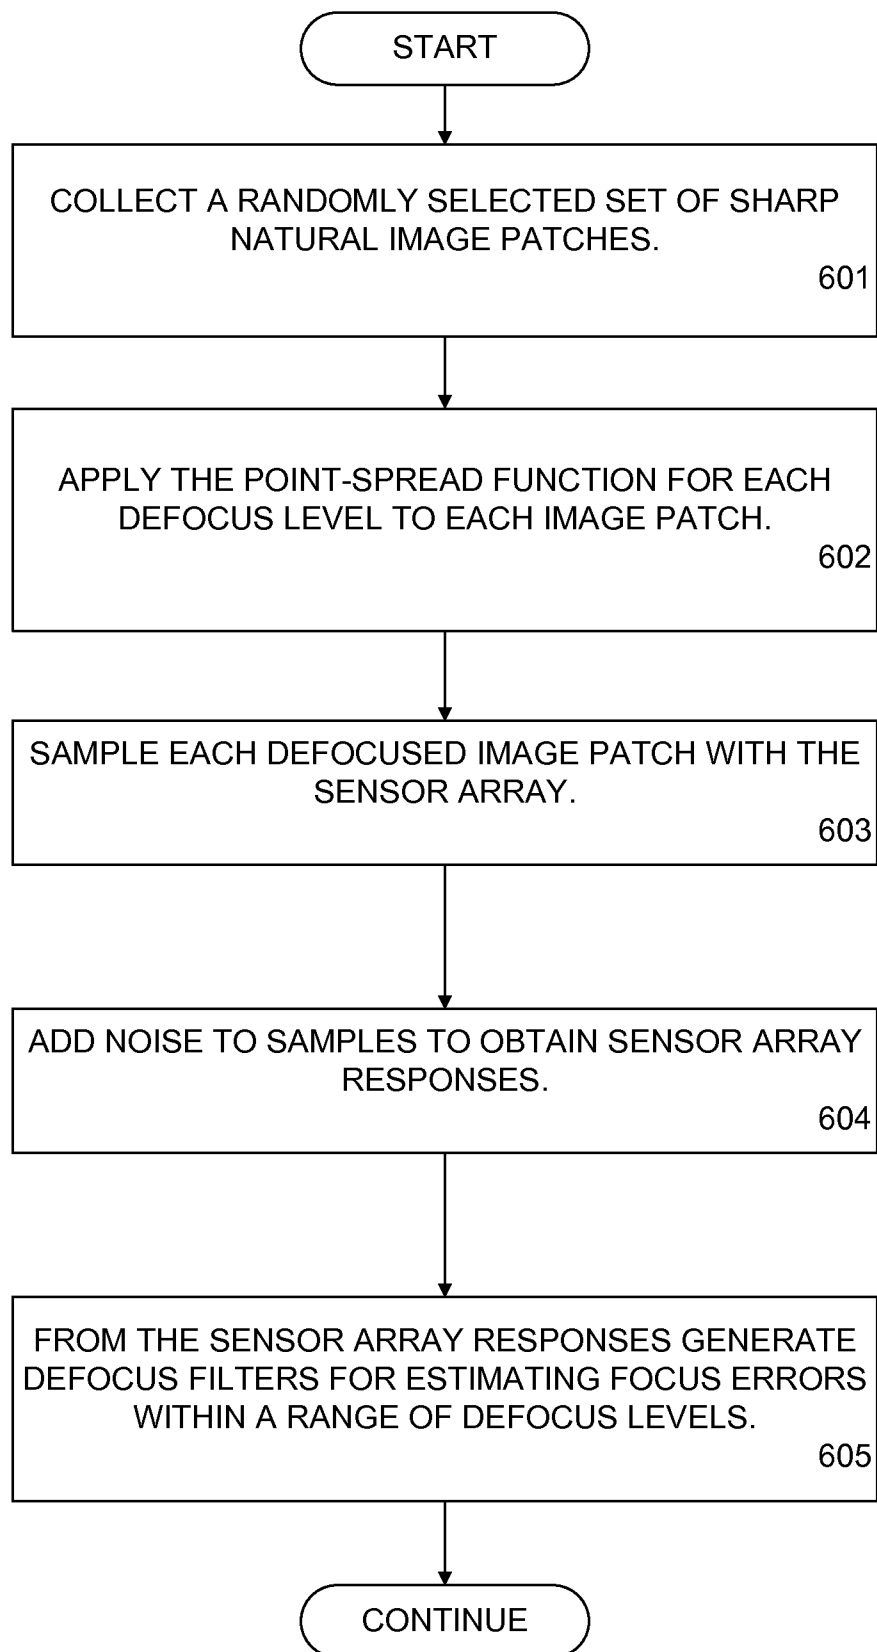 START
COLLECT A RANDOMLY SELECTED SET OF SHARP
NATURAL IMAGE PATCHES.
601
APPLY THE POINT-SPREAD FUNCTION FOR EACH
DEFOCUS LEVEL TO EACH IMAGE PATCH.
602
SAMPLE EACH DEFOCUSED IMAGE PATCH WITH THE
SENSOR ARRAY.
603
ADD NOISE TO SAMPLES TO OBTAIN SENSOR ARRAY
RESPONSES.
604
FROM THE SENSOR ARRAY RESPONSES GENERATE
DEFOCUS FILTERS FOR ESTIMATING FOCUS ERRORS
WITHIN A RANGE OF DEFOCUS LEVELS.
605
CONTINUE